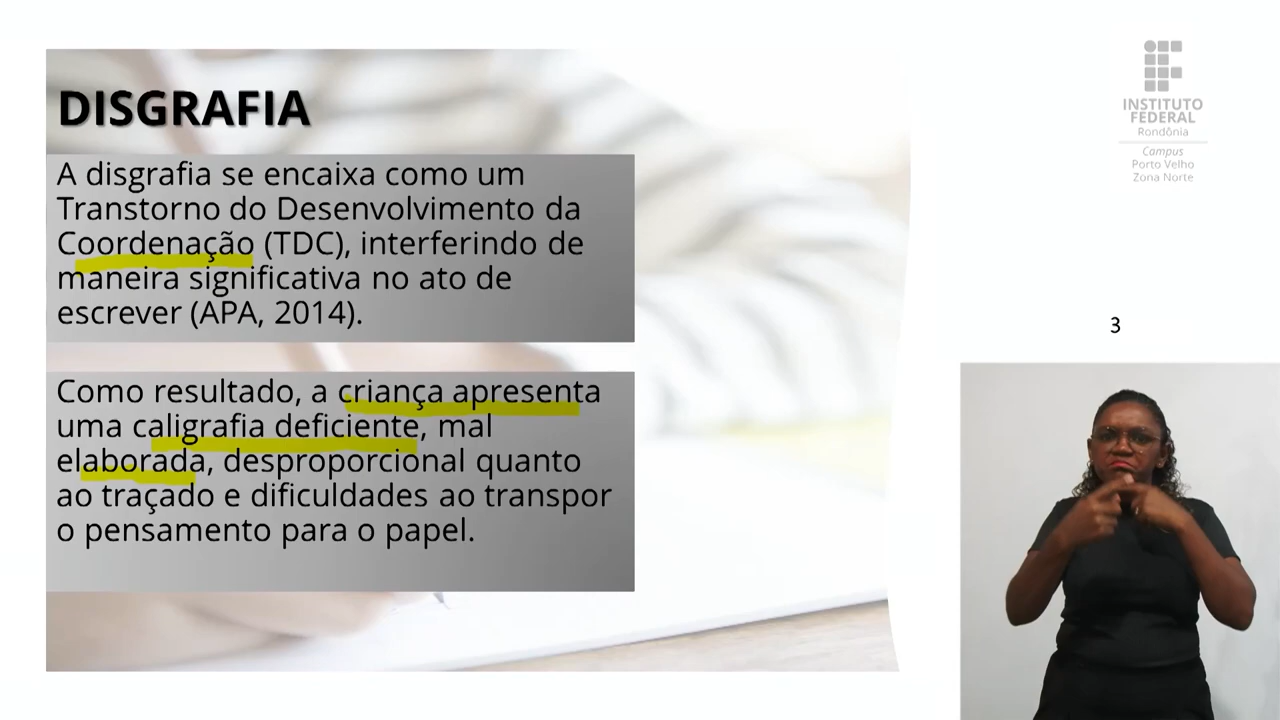 DISGRAFIA
A disgrafia se encaixa como um
Transtorno do Desenvolvimento da
Coordenação (TDC), interferindo de
maneira significativa no ato de
escrever (APA, 2014).
Como resultado, a criança apresenta
uma caligrafia deficiente, mal
elaborada, desproporcional quanto
ao traçado e dificuldades ao transpor
o pensamento para o papel.
INSTITUTO
FEDERAL
Rondônia
Campus
Porto Velho
Zona Norte
3